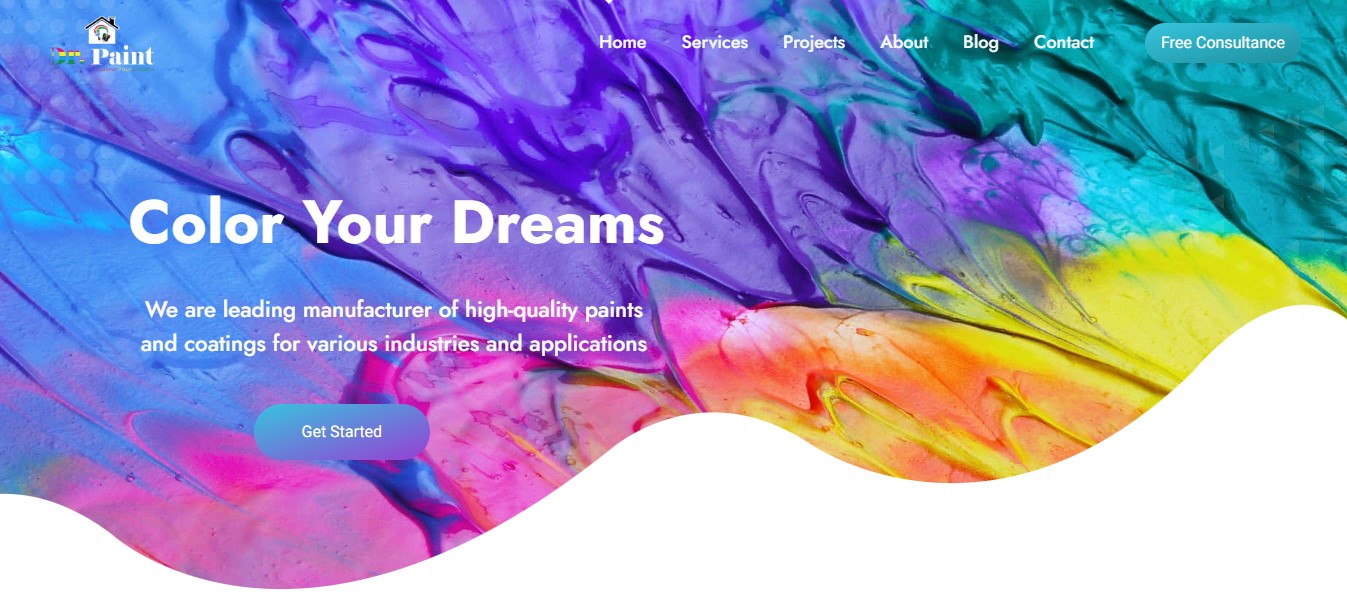 Dr. Paint
Home Services Projects About Blog Contact Free Consultance
Color Your Dreams
We are leading manufacturer of high-quality paints
and coatings for various industries and applications
Get Started